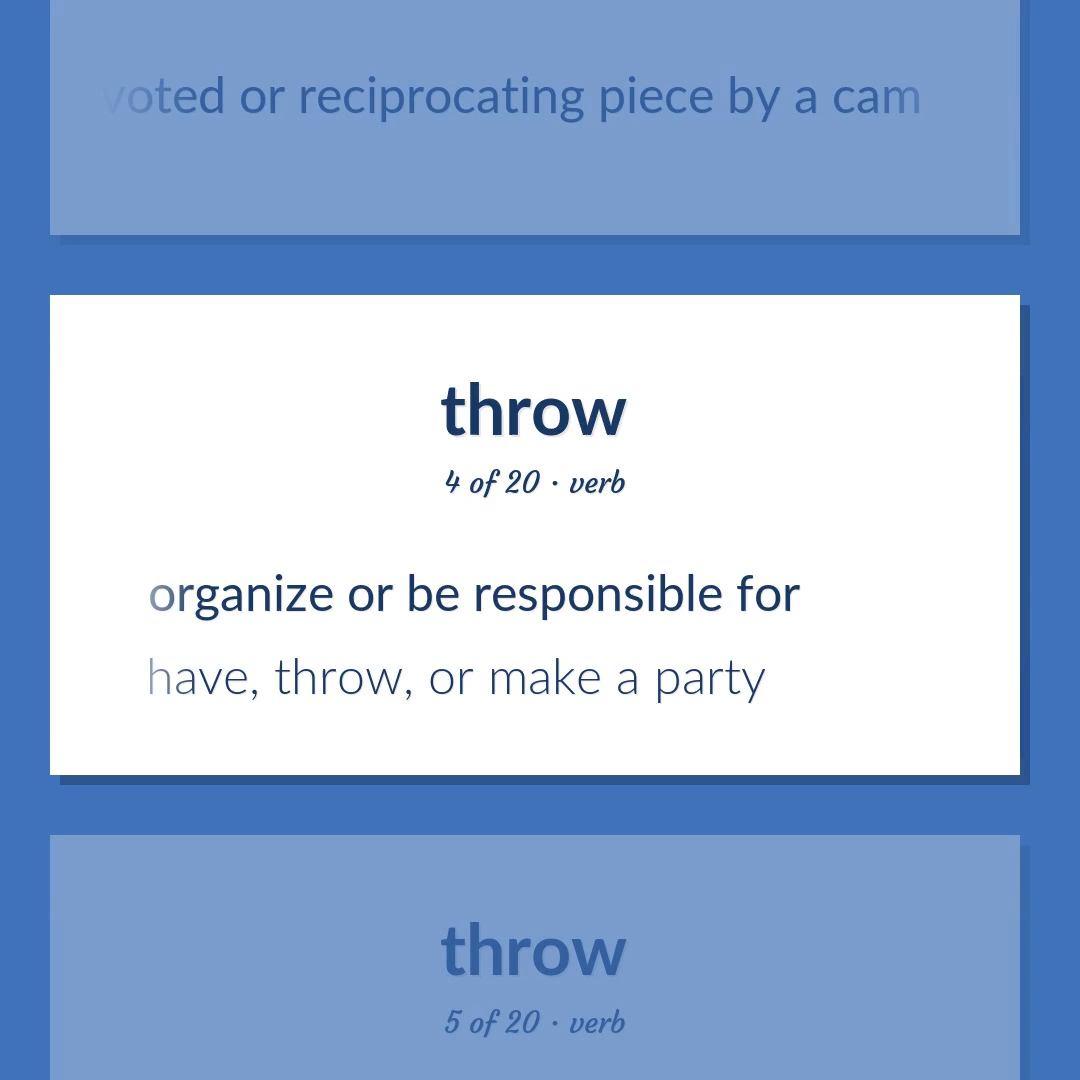 voted or reciprocating piece by a cam
throw
4 of 20 · verb
organize or be responsible for
have, throw, or make a party
throw
5 of 20 · verb